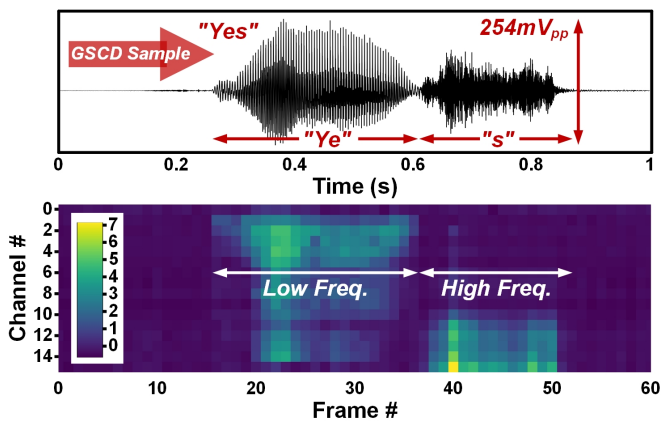 "Yes"
254mVpp
GSCD Sample
"Ye"
"s"
0 0.2 0.4 0.6 0.8 1
Time (s)
Channel #
0
2
4
6
8
10
12
14
7
6
5
4
3
2
1
0
Low Freq.
High Freq.
0 10 20 30 40 50 60
Frame #